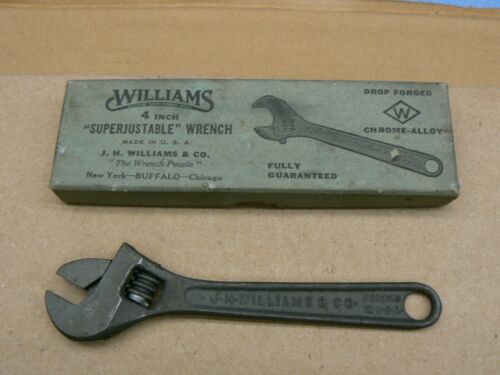 WILLIAMS
4 INCH
"SUPERJUSTABLE" WRENCH
MADE IN U. S. A.
J. H. WILLIAMS & CO.
"The Wrench People"
New York—BUFFALO—Chicago
DROP FORGED
W
CHROME-ALLOY
FULLY
GUARANTEED
J.H.WILLIAMS & CO.